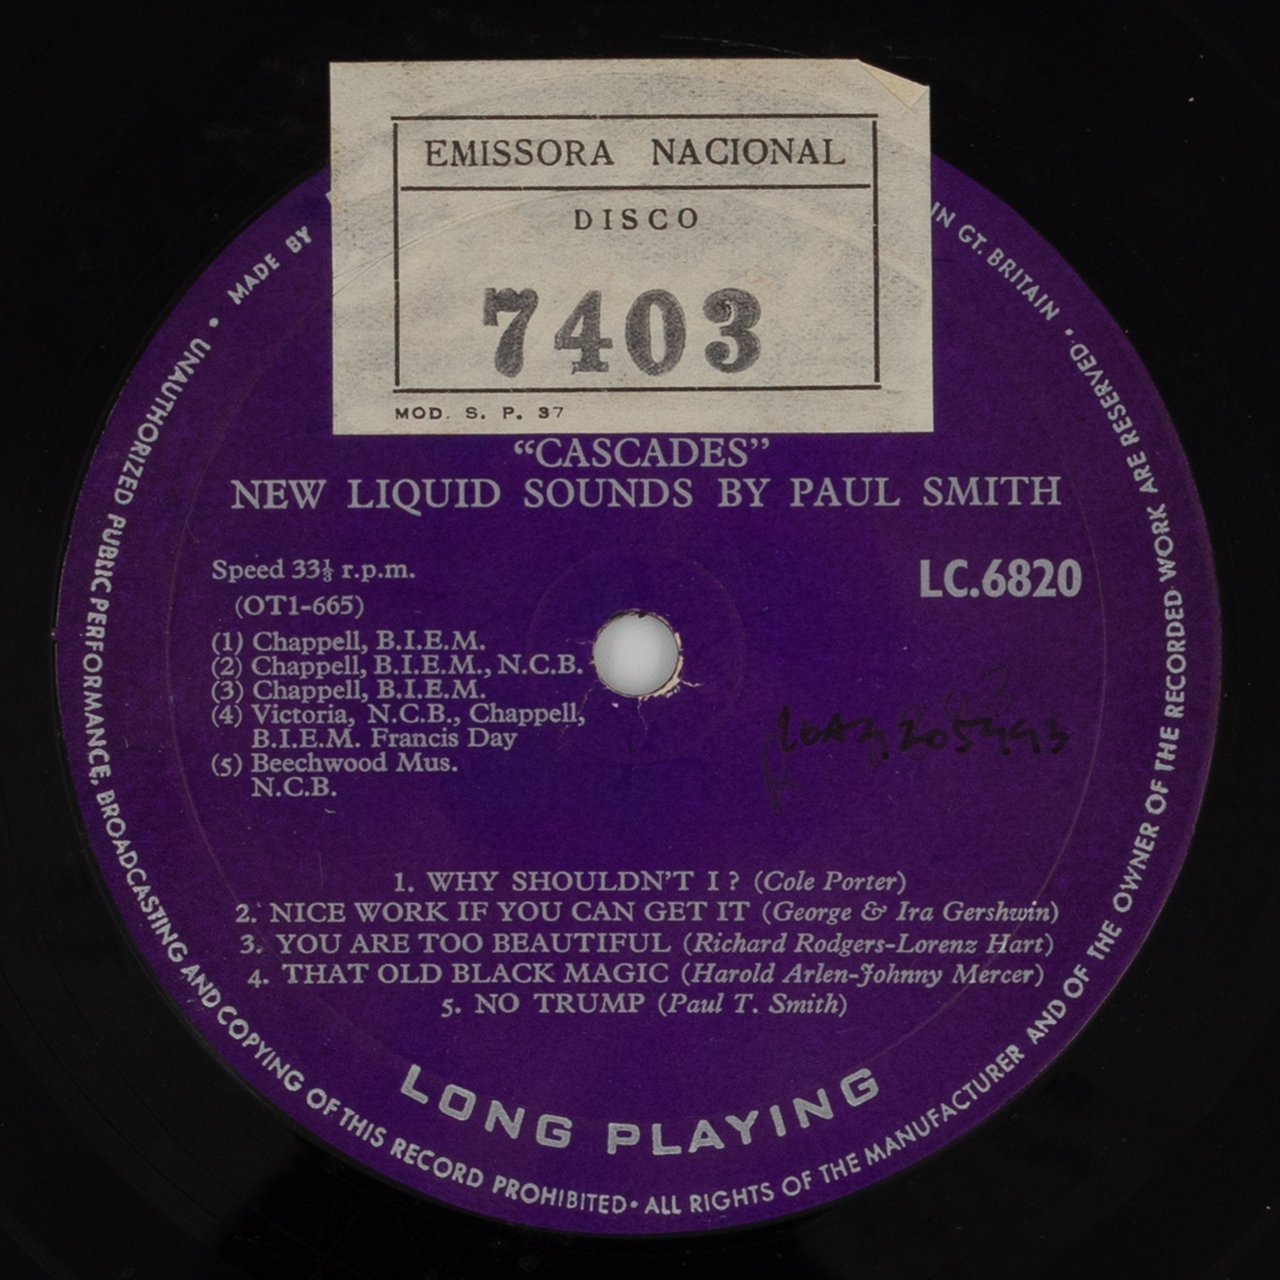 EMISSORA NACIONAL
DISCO
7403
MOD. S. P. 37
"CASCADES"
NEW LIQUID SOUNDS BY PAUL SMITH
Speed 33⅓ r.p.m.
LC.6820
(OT1-665)
(1) Chappell, B.I.E.M.
(2) Chappell, B.I.E.M., N.C.B.
(3) Chappell, B.I.E.M.
(4) Victoria, N.C.B., Chappell,
B.I.E.M. Francis Day
(5) Beechwood Mus.
N.C.B.
1. WHY SHOULDN'T I? (Cole Porter)
2. NICE WORK IF YOU CAN GET IT (George & Ira Gershwin)
3. YOU ARE TOO BEAUTIFUL (Richard Rodgers-Lorenz Hart)
4. THAT OLD BLACK MAGIC (Harold Arlen-Johnny Mercer)
5. NO TRUMP (Paul T. Smith)
LONG PLAYING
MADE BY
IN GT. BRITAIN •
• UNAUTHORIZED PUBLIC PERFORMANCE, BROADCASTING AND COPYING OF THIS RECORD PROHIBITED • ALL RIGHTS OF THE MANUFACTURER AND OF THE OWNER OF THE RECORDED WORK ARE RESERVED.